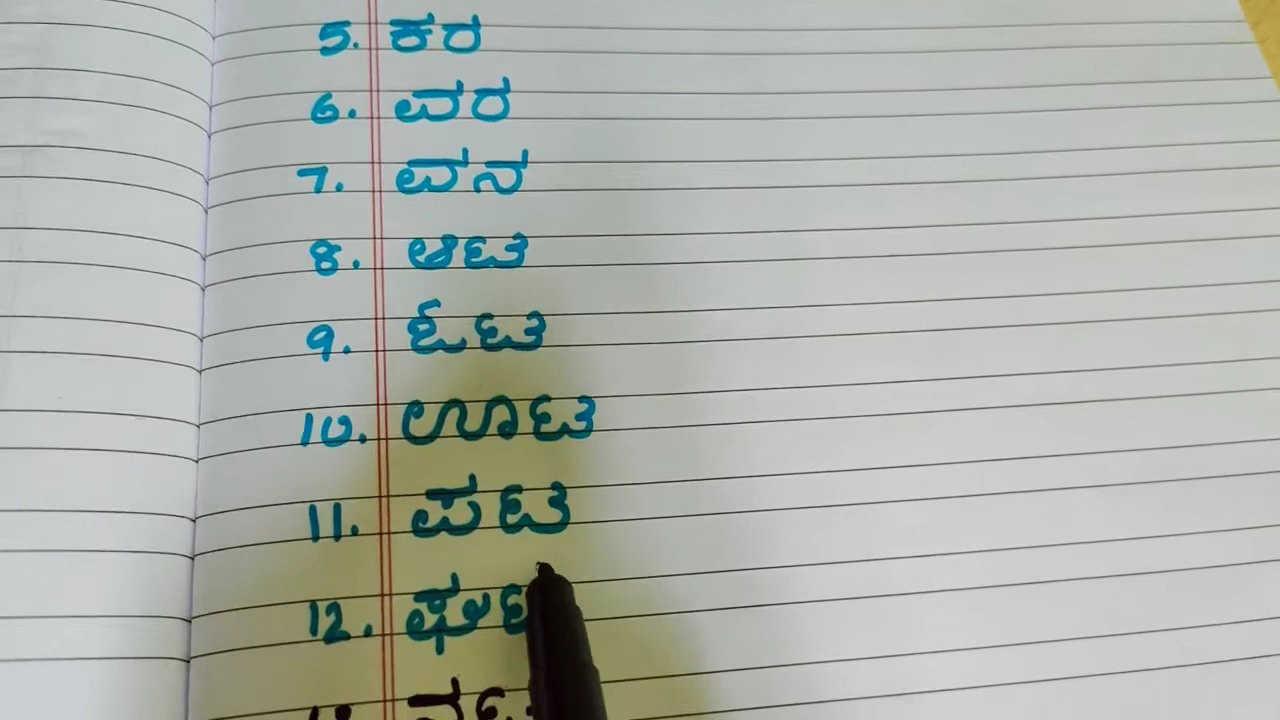 5. ಕರ
6. ವರ
7. ವನ
8. ಆಟ
9. ಓಟ
10. ಊಟ
11. ಪಟ
12.